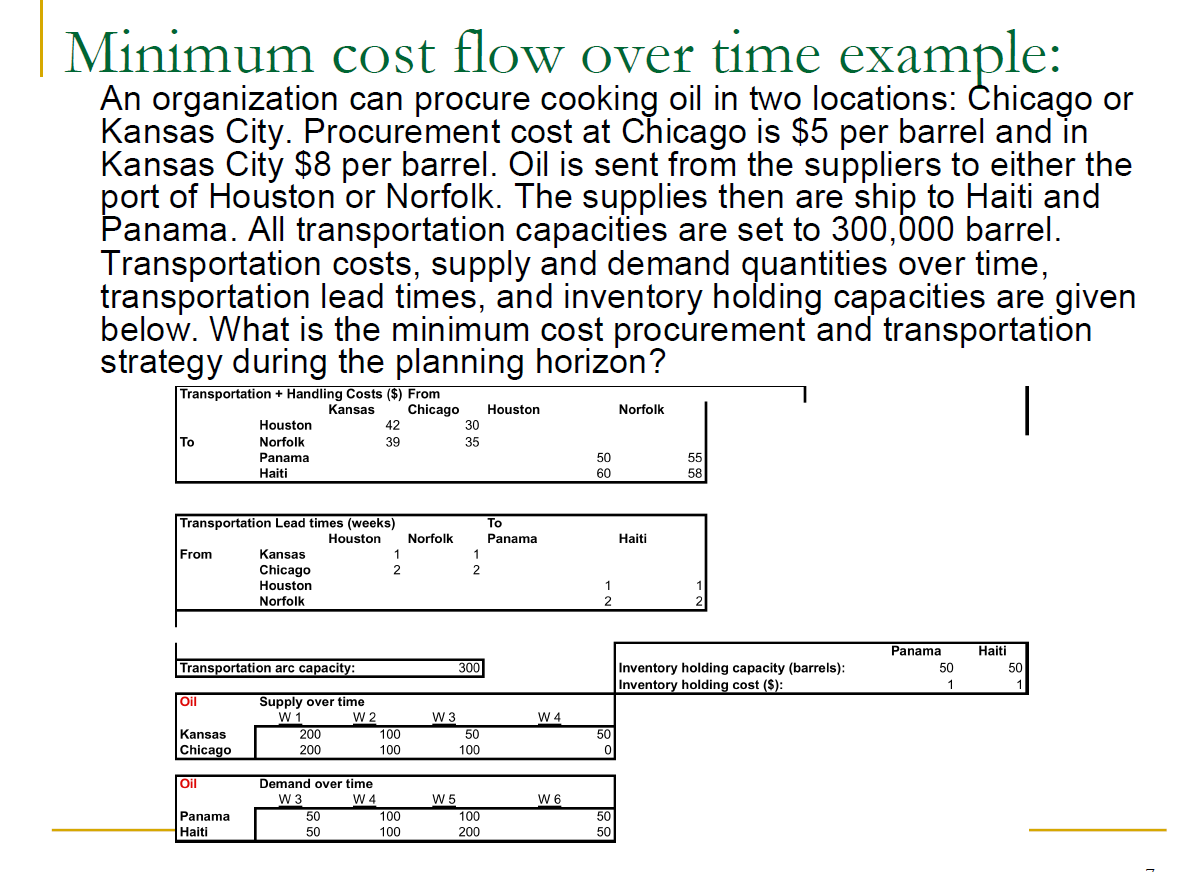 Minimum cost flow over time example:
An organization can procure cooking oil in two locations: Chicago or
Kansas City. Procurement cost at Chicago is $5 per barrel and in
Kansas City $8 per barrel. Oil is sent from the suppliers to either the
port of Houston or Norfolk. The supplies then are ship to Haiti and
Panama. All transportation capacities are set to 300,000 barrel.
Transportation costs, supply and demand quantities over time,
transportation lead times, and inventory holding capacities are given
below. What is the minimum cost procurement and transportation
strategy during the planning horizon?
Transportation + Handling Costs ($) From
Kansas Chicago Houston Norfolk
Houston 42 30
To Norfolk 39 35
Panama 50 55
Haiti 60 58
Transportation Lead times (weeks) To
Houston Norfolk Panama Haiti
From Kansas 1 1
Chicago 2 2
Houston 1 1
Norfolk 2 2
Panama Haiti
Transportation arc capacity: 300 Inventory holding capacity (barrels): 50 50
Inventory holding cost ($): 1 1
Oil Supply over time
W 1 W 2 W 3 W 4
Kansas 200 100 50 50
Chicago 200 100 100 0
Oil Demand over time
W 3 W 4 W 5 W 6
Panama 50 100 100 50
Haiti 50 100 200 50